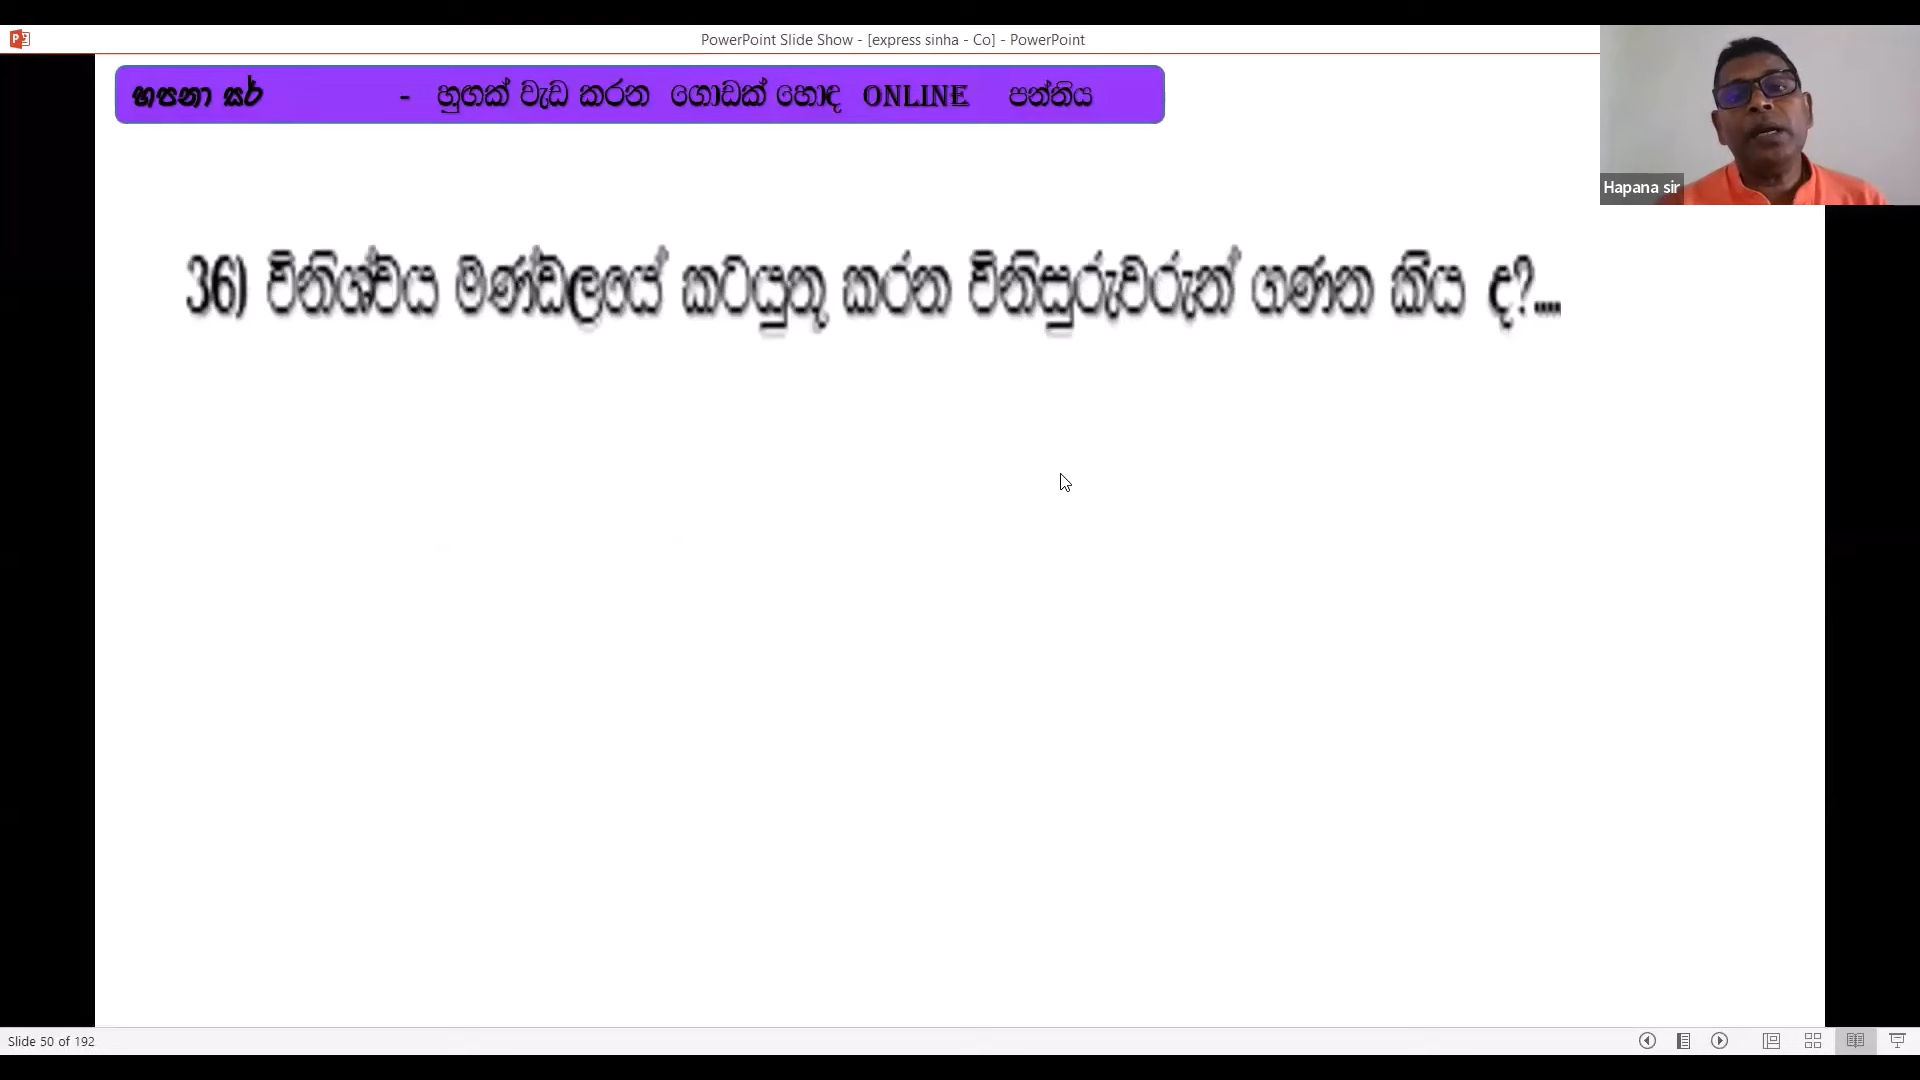 PowerPoint Slide Show - [express sinha - Co] - PowerPoint
හපනා සර් - හුඟක් වැඩ කරන ගොඩක් හොඳ ONLINE පන්තිය
Hapana sir
36) විනිශ්චය මණ්ඩලයේ කටයුතු කරන විනිසුරුවරුන් ගණන කීය ද?....
Slide 50 of 192